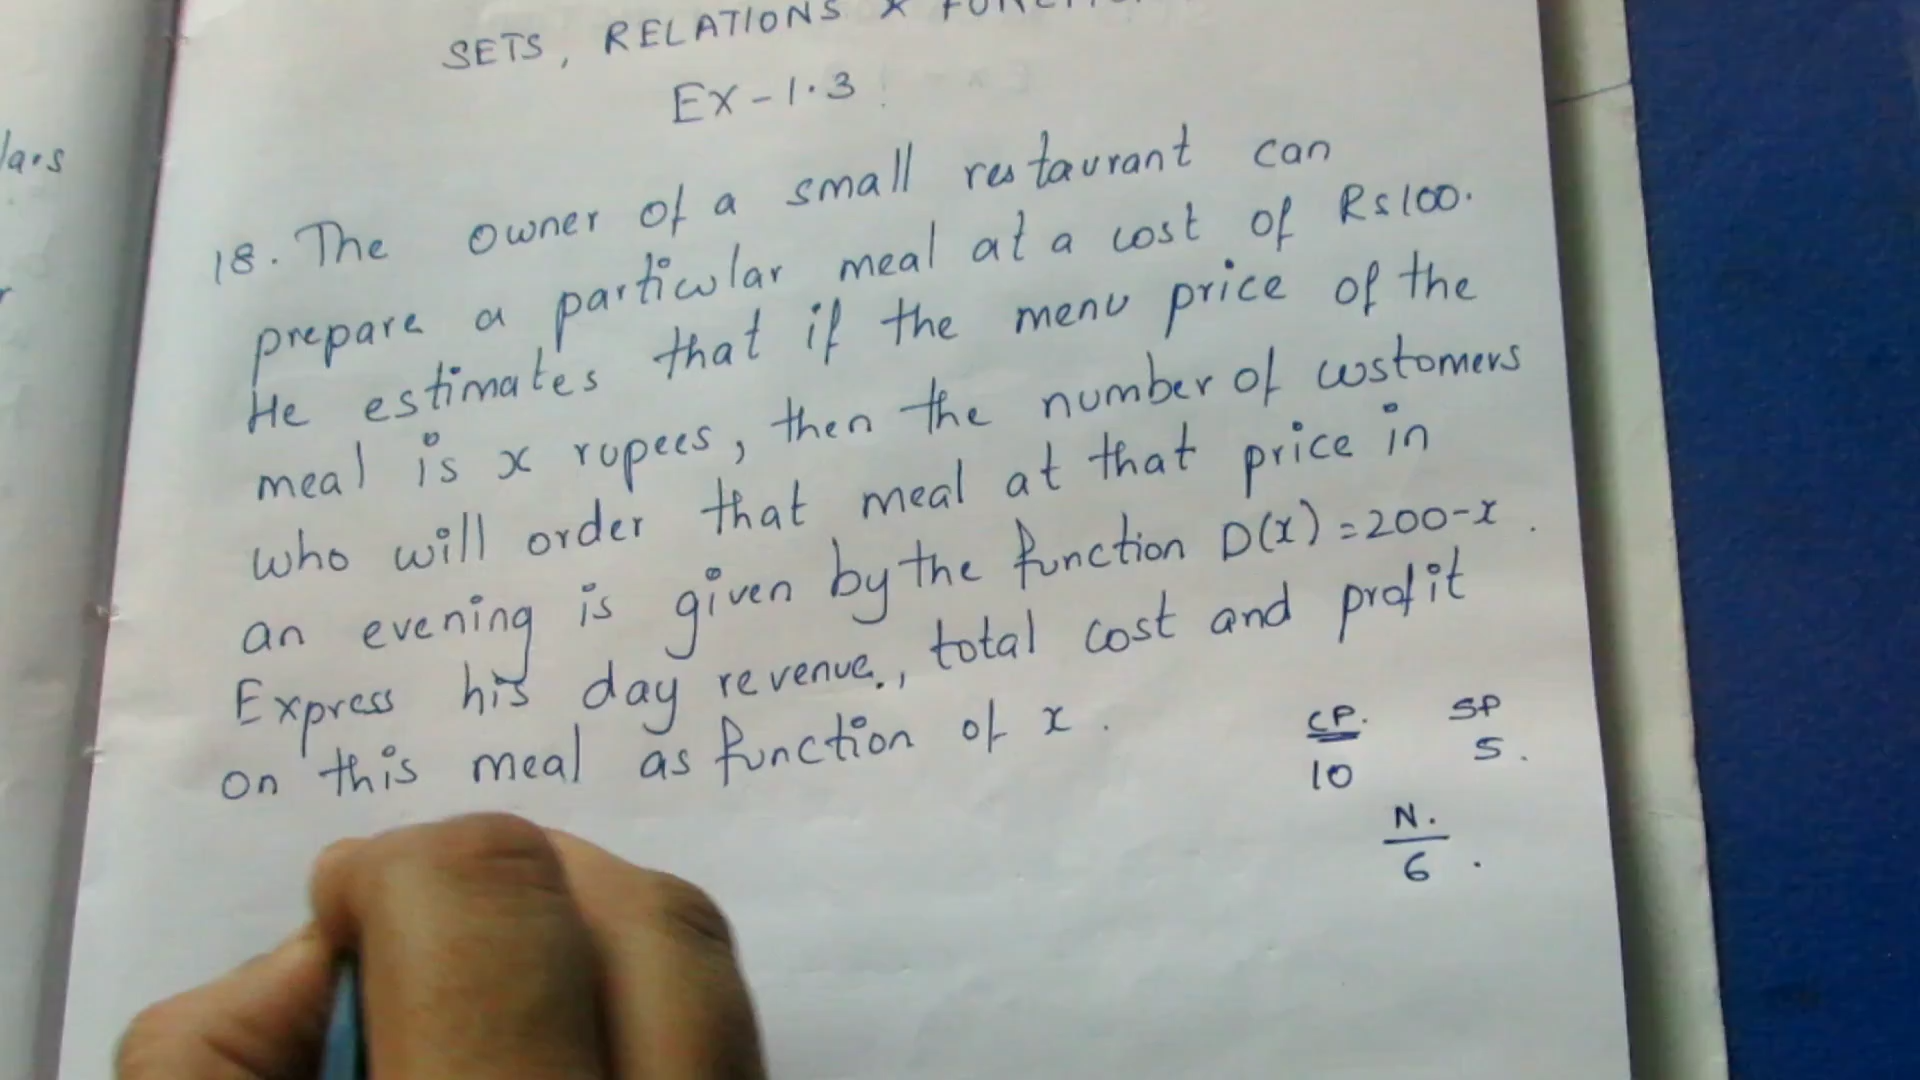 lars
SETS, RELATIONS &
EX-1.3
18. The owner of a small restaurant can
prepare a particular meal at a cost of Rs100.
He estimates that if the menu price of the
meal is x rupees, then the number of customers
who will order that meal at that price in
an evening is given by the function D(x)=200-x.
Express his day revenue., total cost and profit
on this meal as function of x.
CP. SP
10 5.
N.
6.